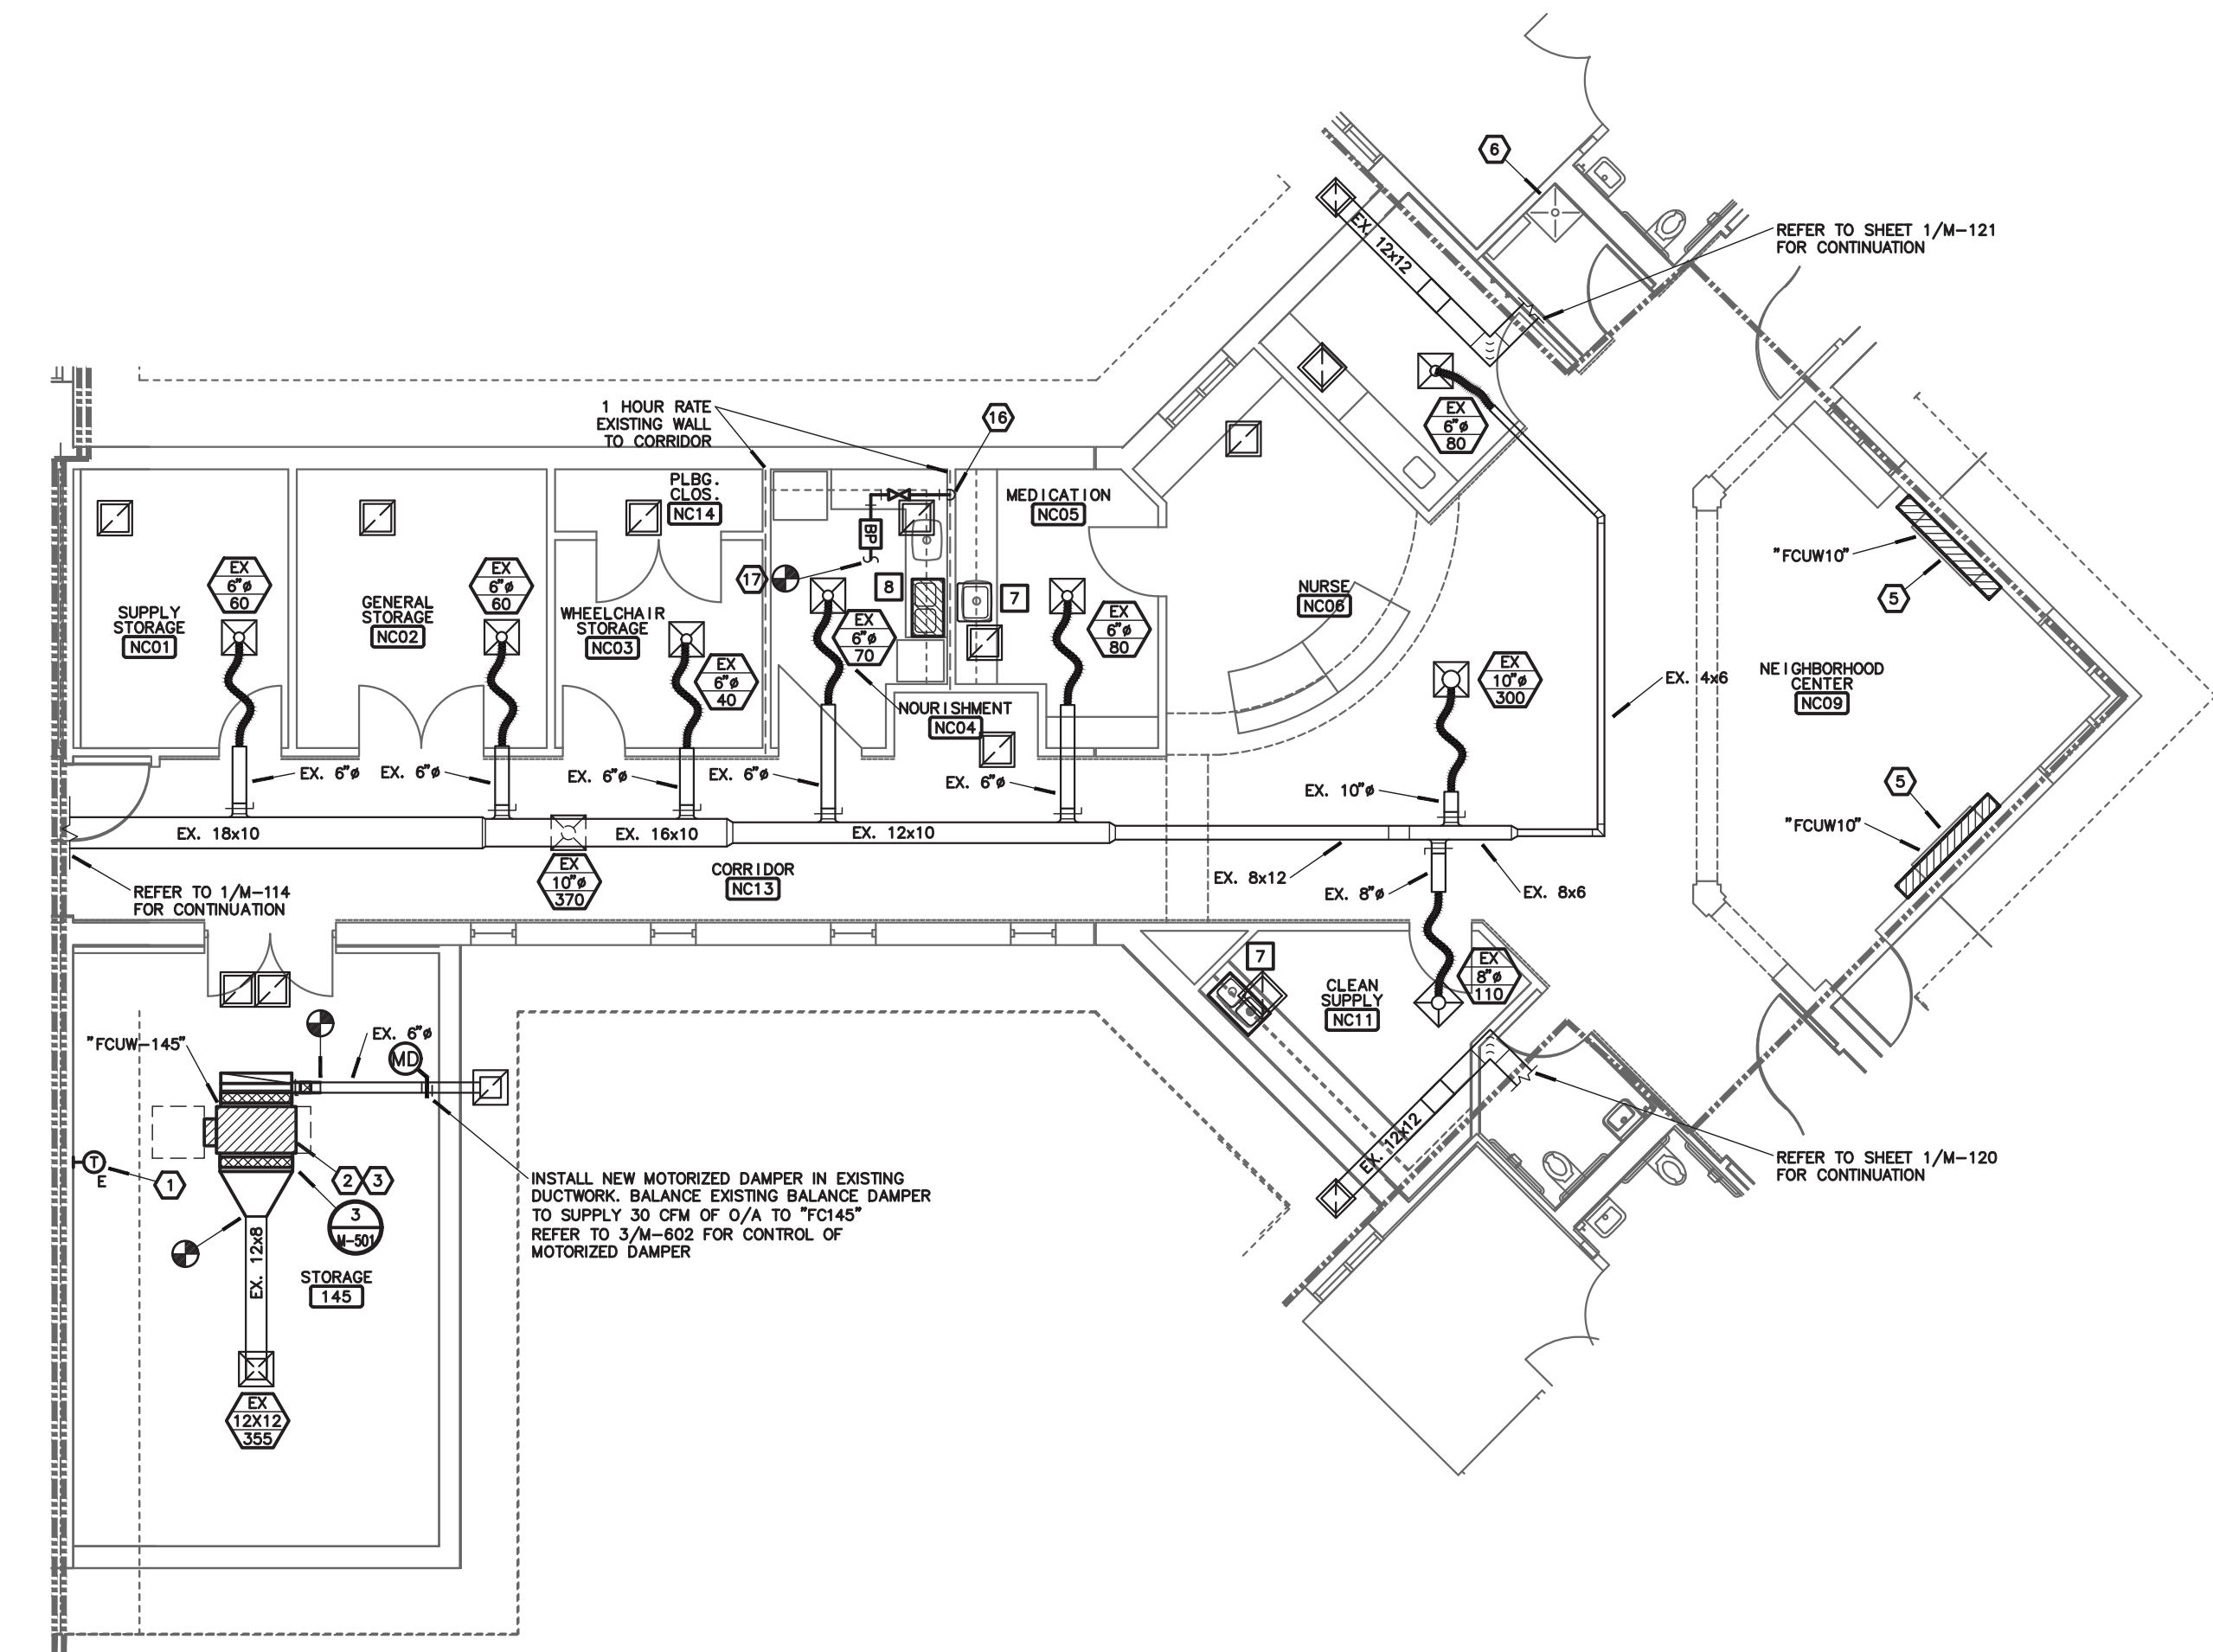 6
REFER TO SHEET 1/M-121
FOR CONTINUATION
EX. 12x12
1 HOUR RATE
EXISTING WALL
TO CORRIDOR
16
EX
6"ø
80
PLBG.
CLOS.
NC14
MEDICATION
NC05
BP
17
8
7
"FCUW10"
5
EX
6"ø
60
EX
6"ø
60
SUPPLY
STORAGE
NC01
GENERAL
STORAGE
NC02
WHEELCHAIR
STORAGE
NC03
EX
6"ø
40
EX
6"ø
70
EX
6"ø
80
NURSE
NC06
EX
10"ø
300
EX. 4x6
NEIGHBORHOOD
CENTER
NC09
NOURISHMENT
NC04
EX. 6"ø
EX. 6"ø
EX. 6"ø
EX. 6"ø
EX. 6"ø
EX. 10"ø
5
"FCUW10"
EX. 18x10
EX. 16x10
EX. 12x10
EX
10"ø
370
CORRIDOR
NC13
EX. 8x12
EX. 8"ø
EX. 8x6
REFER TO 1/M-114
FOR CONTINUATION
7
CLEAN
SUPPLY
NC11
EX
8"ø
110
"FCUW-145"
EX. 6"ø
MD
T
E
1
2
3
3
M-501
EX. 12x8
STORAGE
145
EX
12X12
355
INSTALL NEW MOTORIZED DAMPER IN EXISTING
DUCTWORK. BALANCE EXISTING BALANCE DAMPER
TO SUPPLY 30 CFM OF O/A TO "FC145"
REFER TO 3/M-602 FOR CONTROL OF
MOTORIZED DAMPER
EX. 12x12
REFER TO SHEET 1/M-120
FOR CONTINUATION